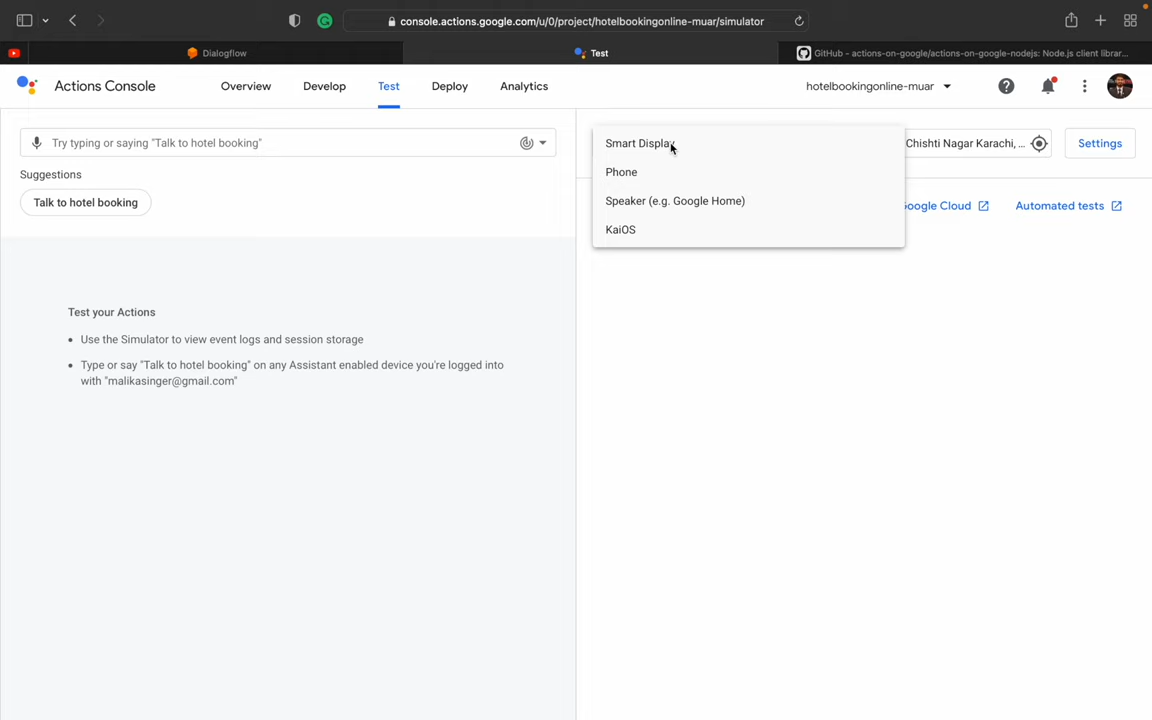 console.actions.google.com/u/0/project/hotelbookingonline-muar/simulator
Dialogflow
Test
GitHub - actions-on-google/actions-on-google-nodejs: Node.js client librar...
Actions Console
Overview
Develop
Test
Deploy
Analytics
hotelbookingonline-muar
Try typing or saying "Talk to hotel booking"
Suggestions
Talk to hotel booking
Smart Display
Phone
Speaker (e.g. Google Home)
KaiOS
Chishti Nagar Karachi, ...
Settings
Google Cloud
Automated tests
Test your Actions
Use the Simulator to view event logs and session storage
Type or say "Talk to hotel booking" on any Assistant enabled device you're logged into
with "malikasinger@gmail.com"